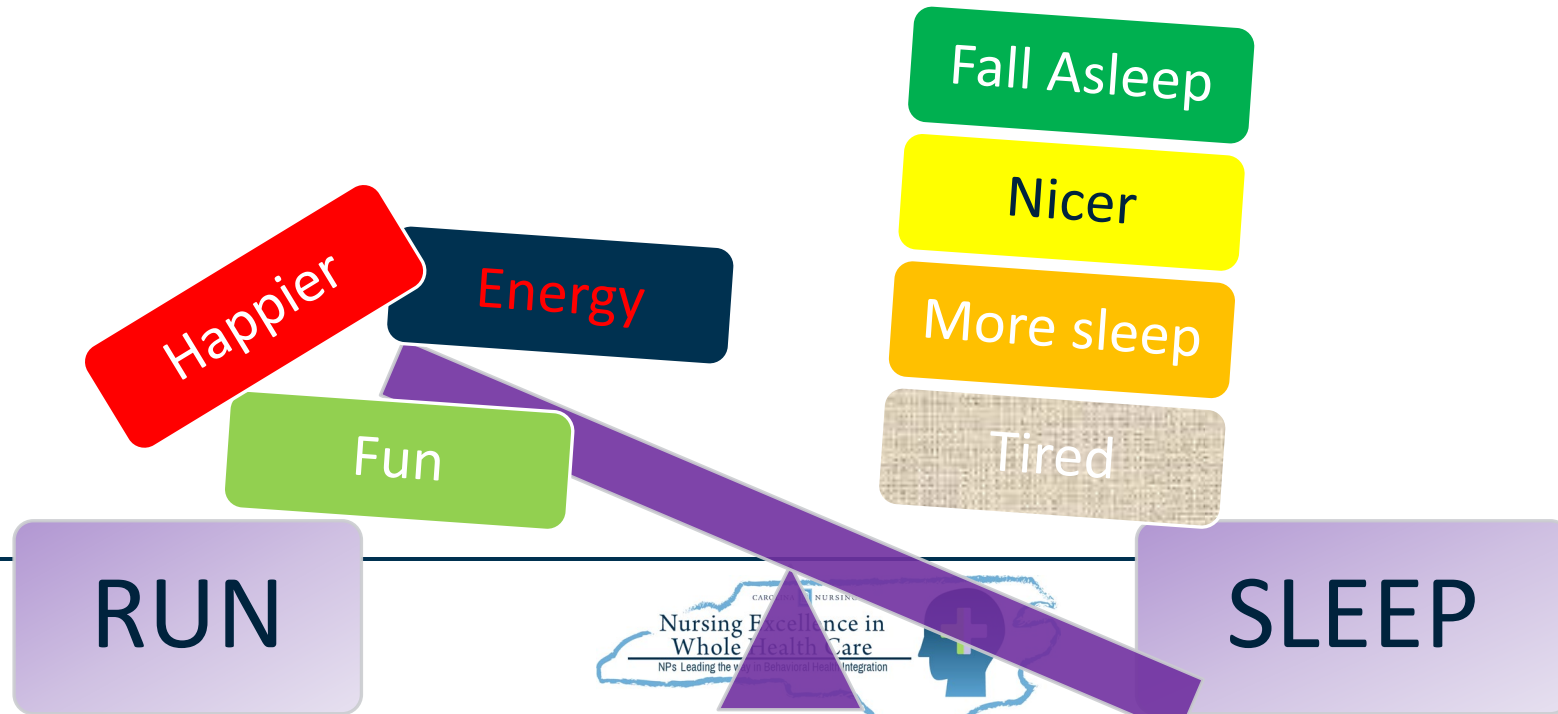 Fall Asleep
Nicer
More sleep
Tired
Happier
Energy
Fun
RUN
SLEEP
Nursing Excellence in
Whole Health Care
NPs Leading the way in Behavioral Health Integration